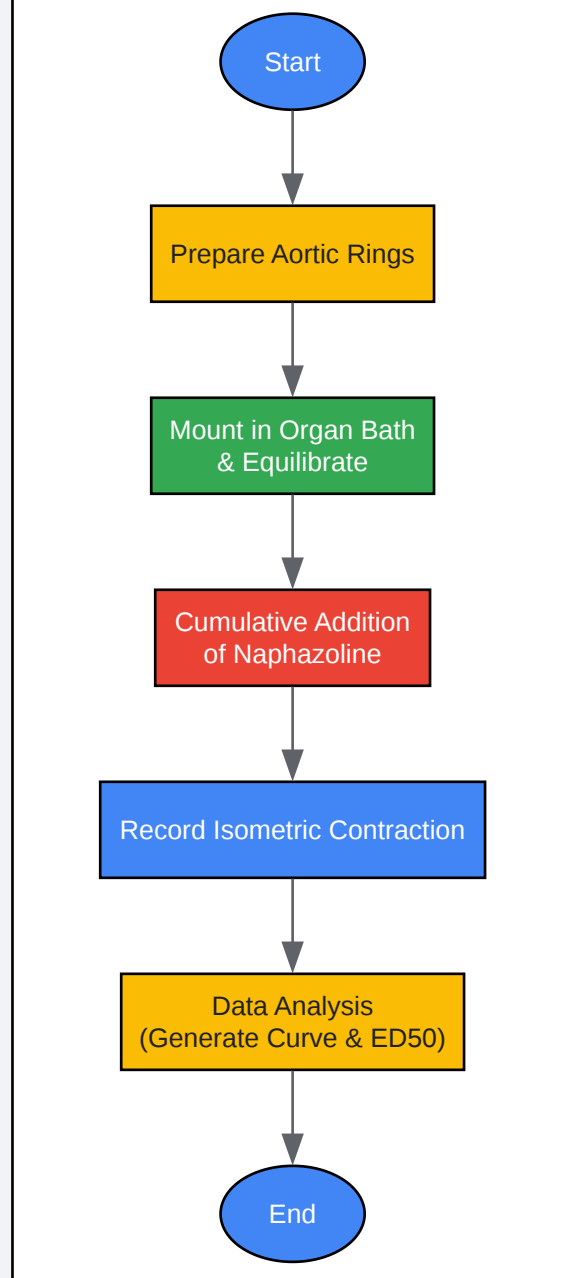 Start
Prepare Aortic Rings
Mount in Organ Bath
& Equilibrate
Cumulative Addition
of Naphazoline
Record Isometric Contraction
Data Analysis
(Generate Curve & ED50)
End